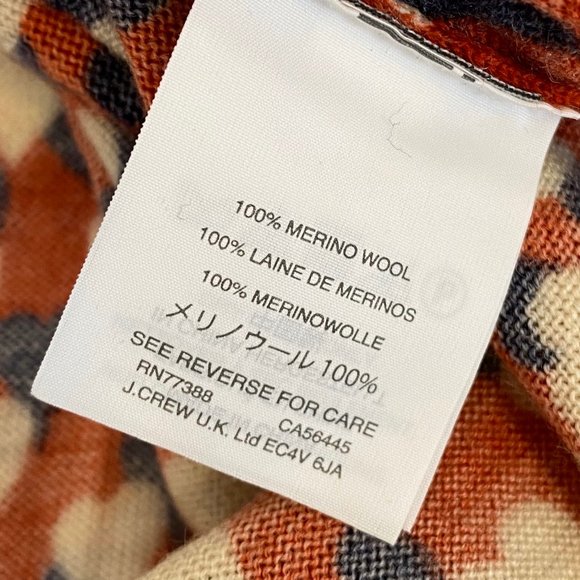 100% MERINO WOOL
100% LAINE DE MERINOS
100% MERINOWOLLE
メリノウール 100%
SEE REVERSE FOR CARE
RN77388 CA56445
J.CREW U.K. Ltd EC4V 6JA